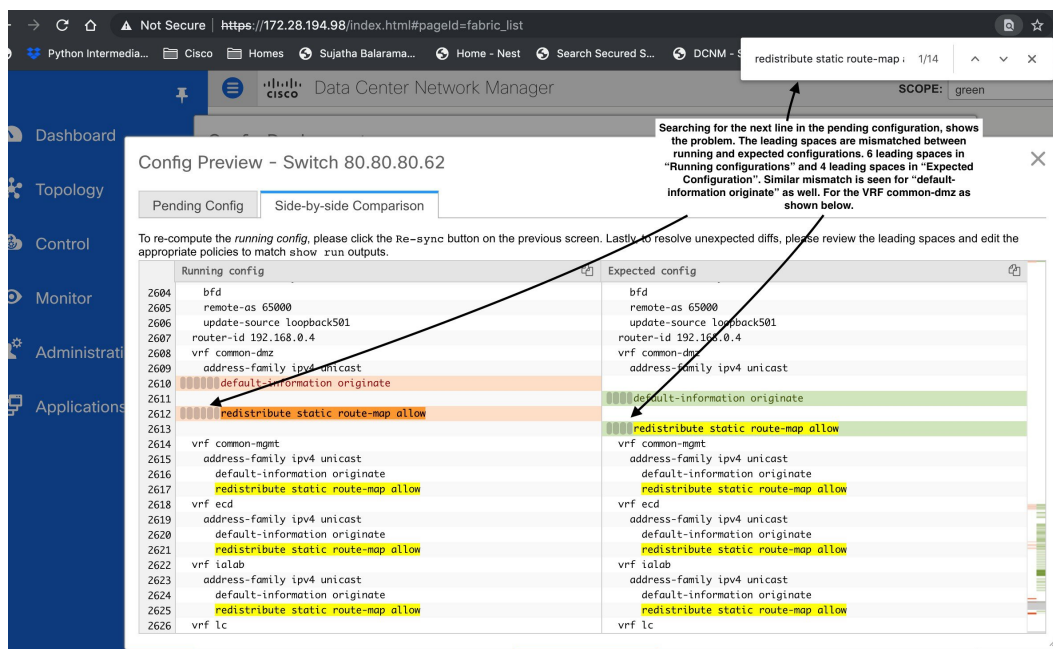 Not Secure | https://172.28.194.98/index.html#pageId=fabric_list
Python Intermedia... Cisco Homes Sujatha Balarama... Home - Nest Search Secured S... DCNM - S
redistribute static route-map 1/14
cisco Data Center Network Manager SCOPE: green
Dashboard
Topology
Control
Monitor
Administrati
Applications
Searching for the next line in the pending configuration, shows
the problem. The leading spaces are mismatched between
running and expected configurations. 6 leading spaces in
“Running configurations” and 4 leading spaces in “Expected
Configuration”. Similar mismatch is seen for “default-
information originate” as well. For the VRF common-dmz as
shown below.
Config Preview - Switch 80.80.80.62
Pending Config Side-by-side Comparison
To re-compute the running config, please click the Re-sync button on the previous screen. Lastly, to resolve unexpected diffs, please review the leading spaces and edit the
appropriate policies to match show run outputs.
Running config Expected config
2604 bfd bfd
2605 remote-as 65000 remote-as 65000
2606 update-source loopback501 update-source loopback501
2607 router-id 192.168.0.4 router-id 192.168.0.4
2608 vrf common-dmz vrf common-dmz
2609 address-family ipv4 unicast address-family ipv4 unicast
2610 default-information originate
2611 default-information originate
2612 redistribute static route-map allow
2613 redistribute static route-map allow
2614 vrf common-mgmt vrf common-mgmt
2615 address-family ipv4 unicast address-family ipv4 unicast
2616 default-information originate default-information originate
2617 redistribute static route-map allow redistribute static route-map allow
2618 vrf ecd vrf ecd
2619 address-family ipv4 unicast address-family ipv4 unicast
2620 default-information originate default-information originate
2621 redistribute static route-map allow redistribute static route-map allow
2622 vrf ialab vrf ialab
2623 address-family ipv4 unicast address-family ipv4 unicast
2624 default-information originate default-information originate
2625 redistribute static route-map allow redistribute static route-map allow
2626 vrf lc vrf lc